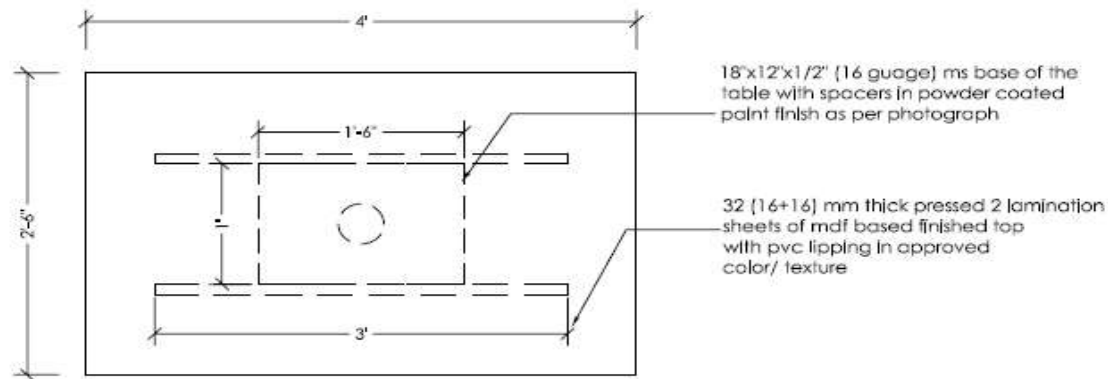 4'
18"x12"x1/2" (16 guage) ms base of the
table with spacers in powder coated
paint finish as per photograph
1'-6"
2'-6"
1'
32 (16+16) mm thick pressed 2 lamination
sheets of mdf based finished top
with pvc lipping in approved
color/ texture
3'